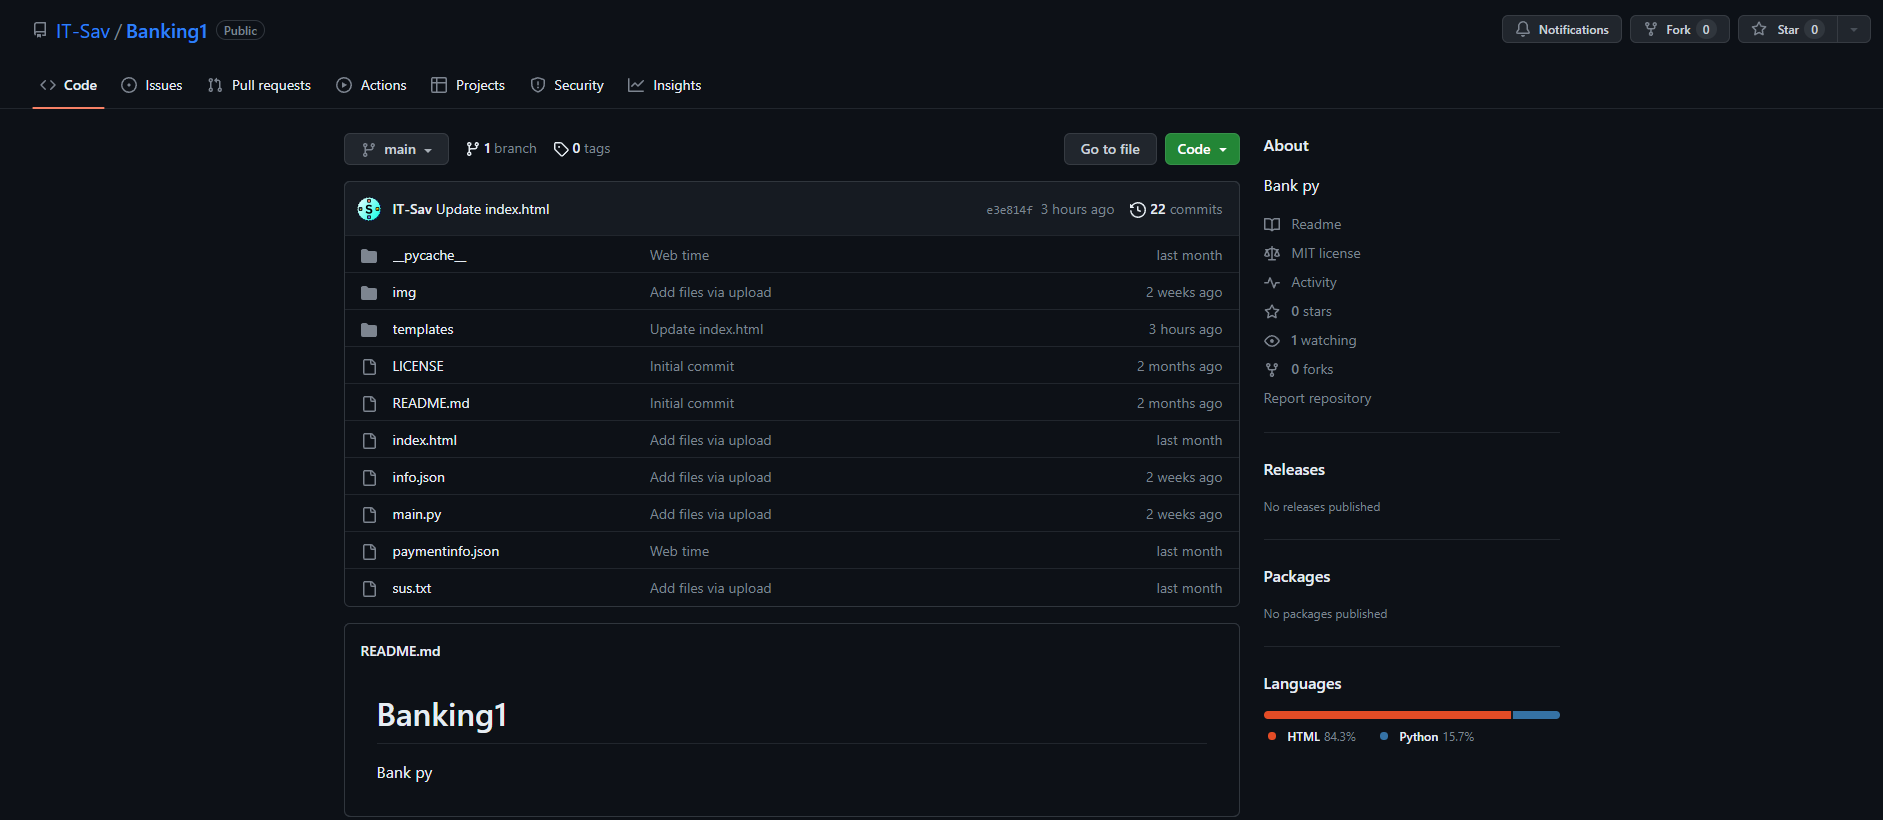 IT-Sav / Banking1 Public
Notifications Fork 0 Star 0
Code Issues Pull requests Actions Projects Security Insights
main 1 branch 0 tags Go to file Code
IT-Sav Update index.html e3e814f 3 hours ago 22 commits
__pycache__ Web time last month
img Add files via upload 2 weeks ago
templates Update index.html 3 hours ago
LICENSE Initial commit 2 months ago
README.md Initial commit 2 months ago
index.html Add files via upload last month
info.json Add files via upload 2 weeks ago
main.py Add files via upload 2 weeks ago
paymentinfo.json Web time last month
sus.txt Add files via upload last month
README.md
Banking1
Bank py
About
Bank py
Readme
MIT license
Activity
0 stars
1 watching
0 forks
Report repository
Releases
No releases published
Packages
No packages published
Languages
HTML 84.3% Python 15.7%